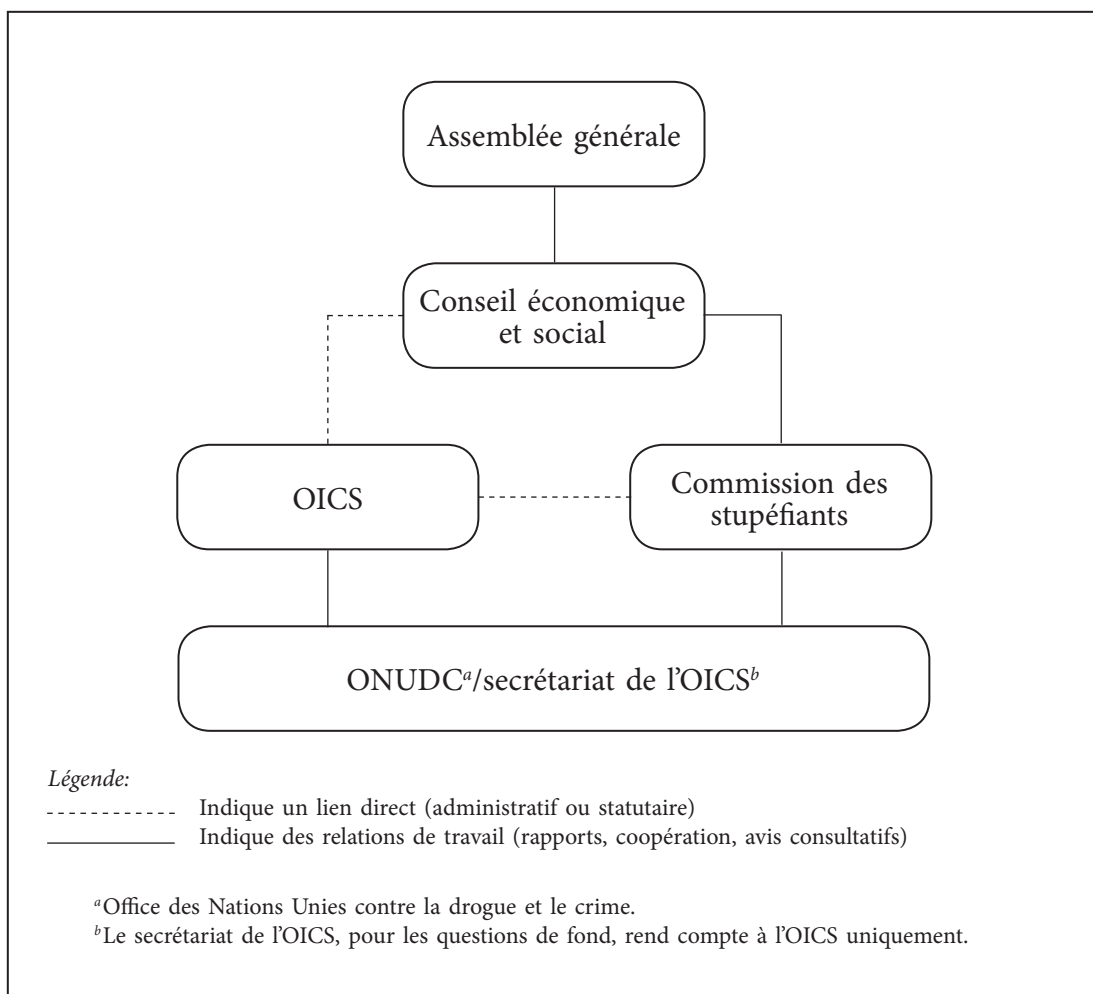 Assemblée générale
Conseil économique
et social
OICS
Commission des
stupéfiants
ONUDCa/secrétariat de l'OICSb
Légende:
Indique un lien direct (administratif ou statutaire)
Indique des relations de travail (rapports, coopération, avis consultatifs)
aOffice des Nations Unies contre la drogue et le crime.
bLe secrétariat de l'OICS, pour les questions de fond, rend compte à l'OICS uniquement.